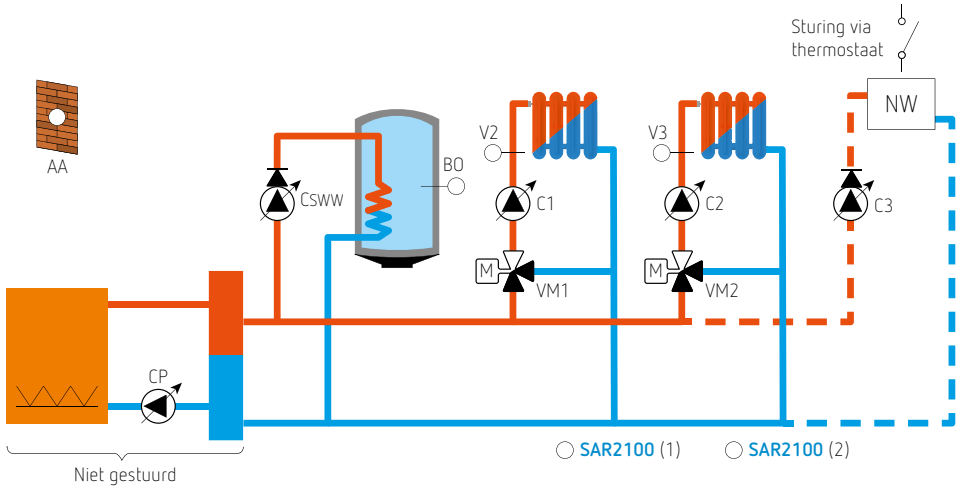 Sturing via
thermostaat
NW
AA
CSWW
BO
V2
V3
C1
C2
C3
M
VM1
M
VM2
CP
Niet gestuurd
SAR2100 (1)
SAR2100 (2)